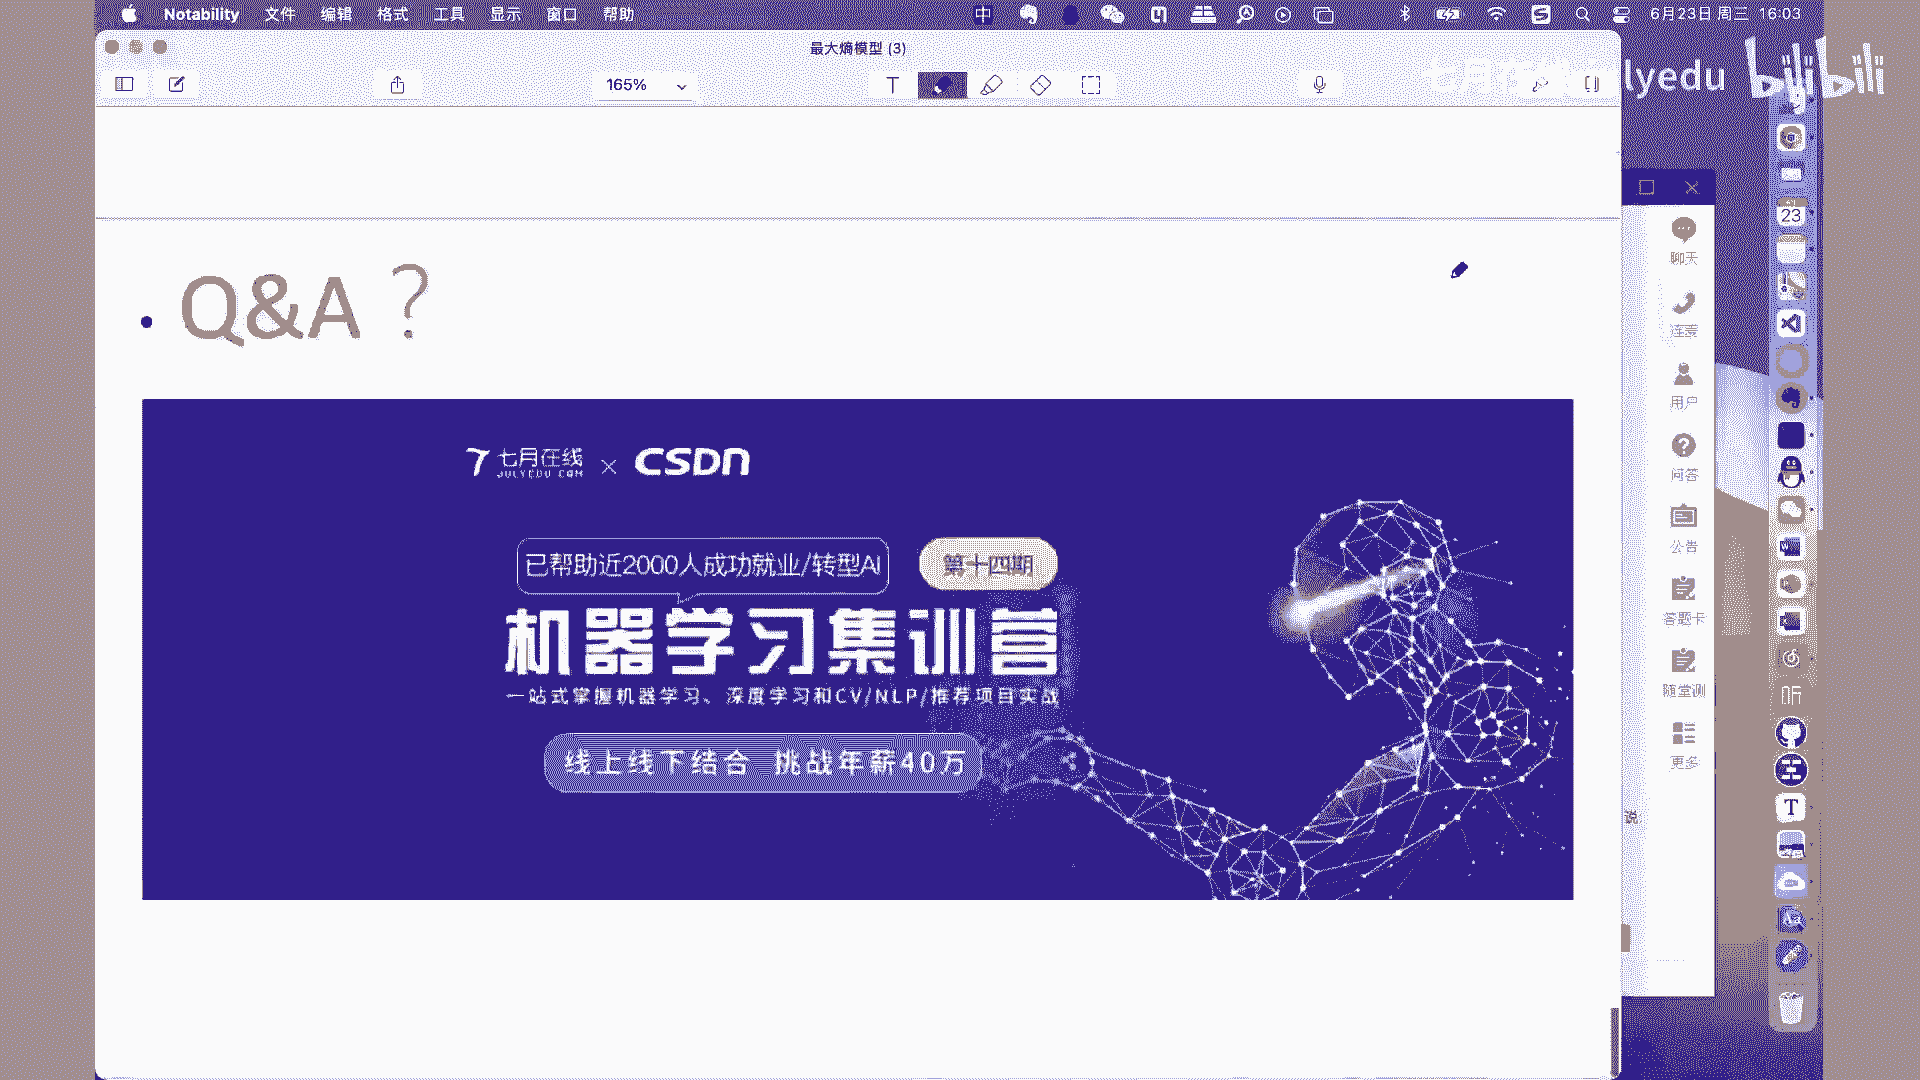 Notability 文件 编辑 格式 工具 显示 窗口 帮助 中 6月23日 周三 16:03
最大熵模型 (3)
165% T
lyedu bilibili
23
聊天
连麦
用户
问答
公告
答题卡
随堂测
更多
说
听
T
Q&A ？
七月在线 JULYEDU.COM × CSDN
已帮助近2000人成功就业/转型AI 第十四期
机器学习集训营
一站式掌握机器学习、深度学习和CV/NLP/推荐项目实战
线上线下结合 挑战年薪40万